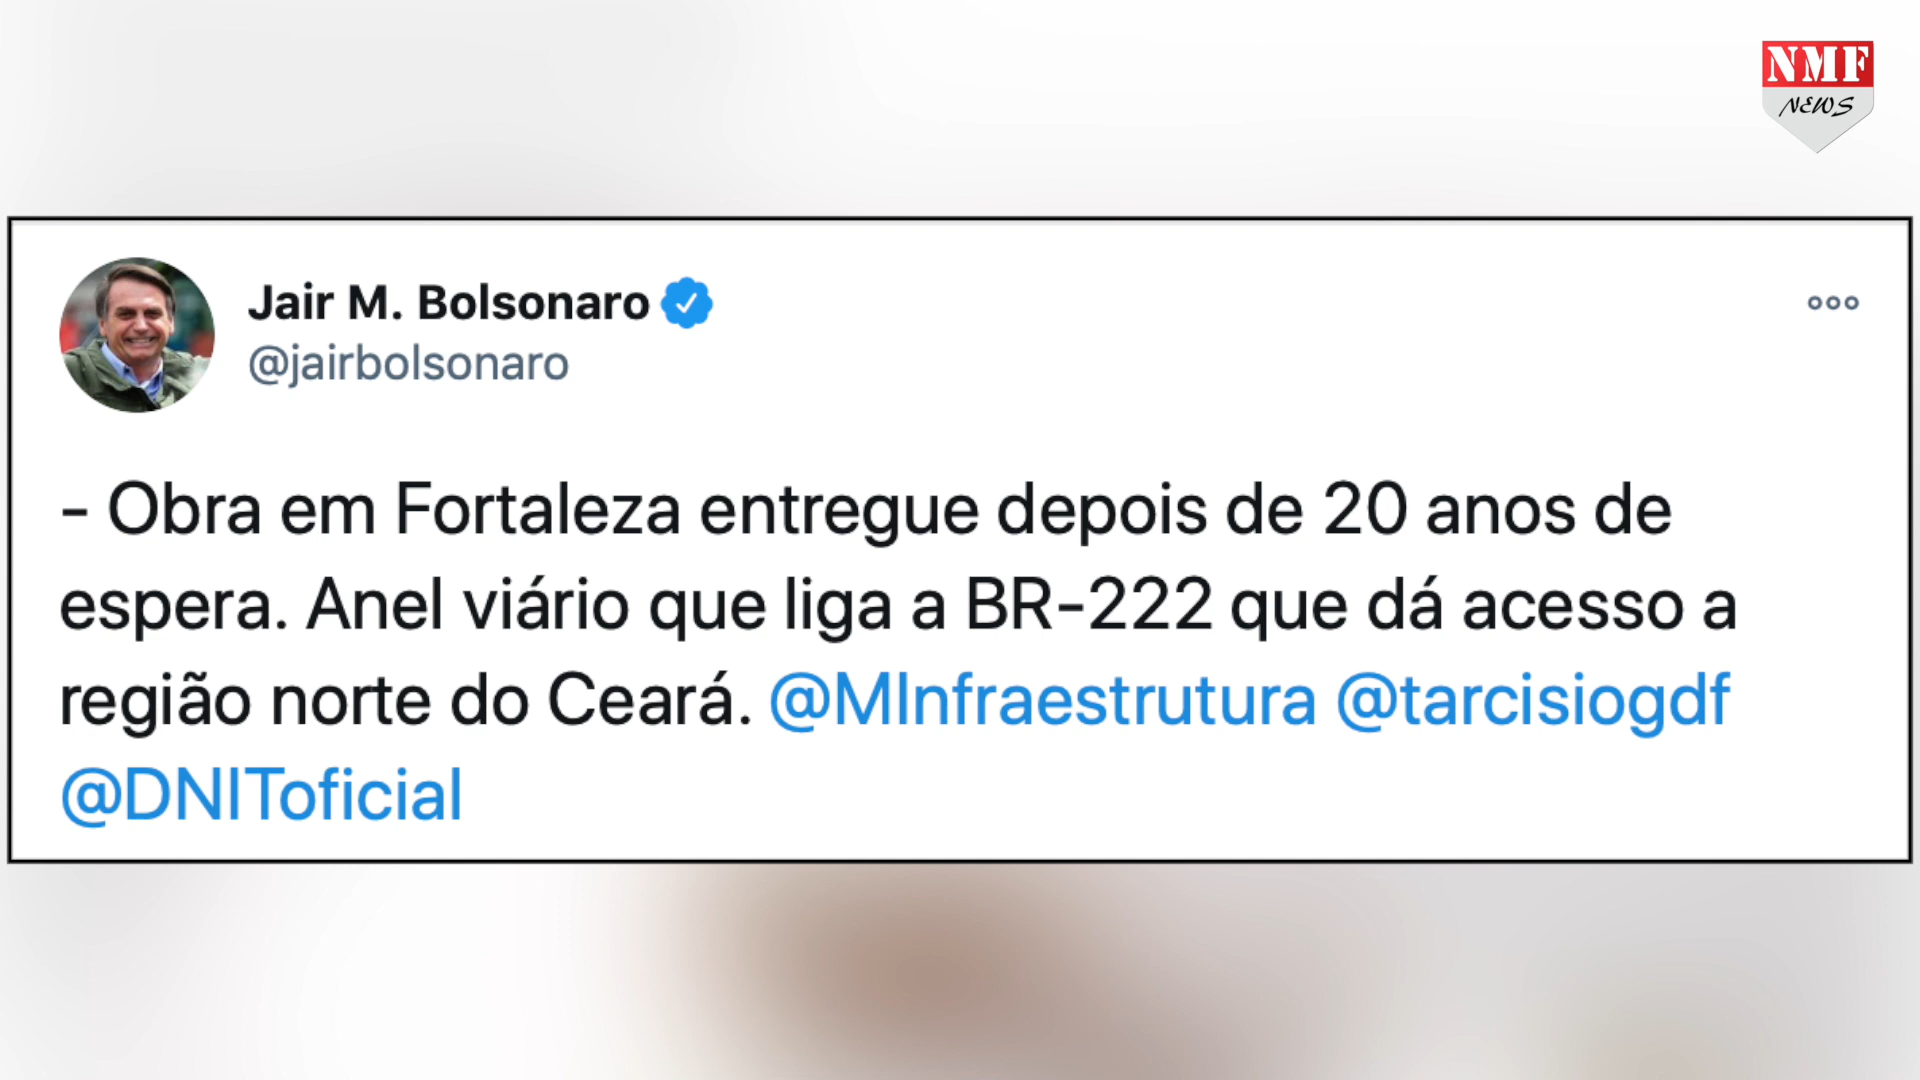 NMF
NEWS
Jair M. Bolsonaro
@jairbolsonaro
- Obra em Fortaleza entregue depois de 20 anos de
espera. Anel viário que liga a BR-222 que dá acesso a
região norte do Ceará. @MInfraestrutura @tarcisiogdf
@DNIToficial